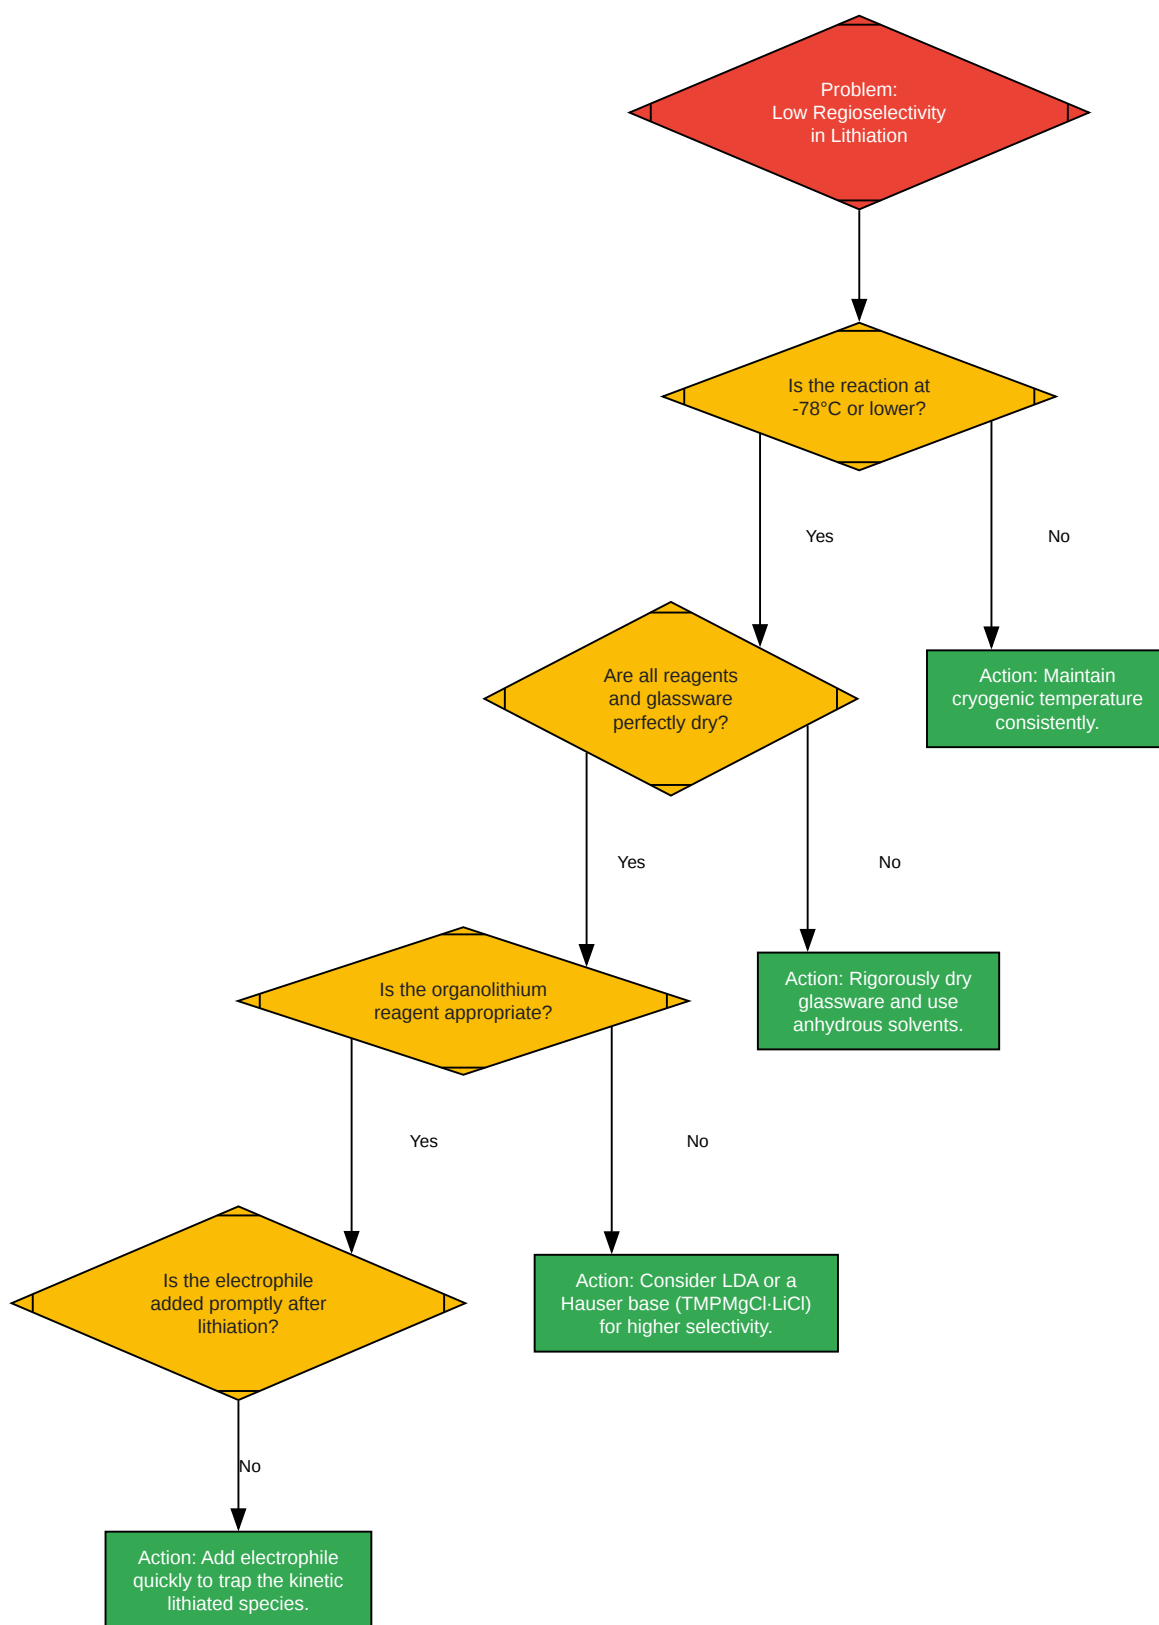 Problem:
Low Regioselectivity
in Lithiation
Is the reaction at
-78°C or lower?
Yes
No
Are all reagents
and glassware
perfectly dry?
Action: Maintain
cryogenic temperature
consistently.
Yes
No
Is the organolithium
reagent appropriate?
Action: Rigorously dry
glassware and use
anhydrous solvents.
Yes
No
Is the electrophile
added promptly after
lithiation?
Action: Consider LDA or a
Hauser base (TMPMgCl·LiCl)
for higher selectivity.
No
Action: Add electrophile
quickly to trap the kinetic
lithiated species.